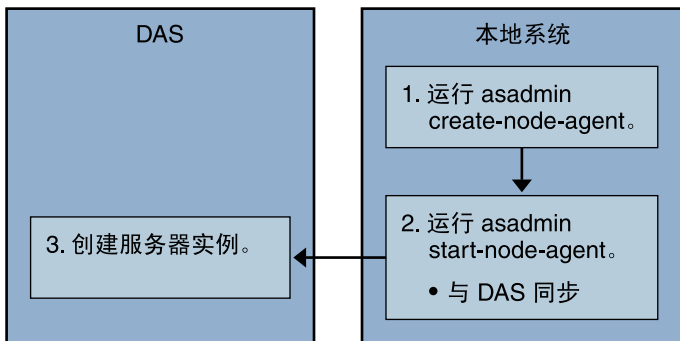 DAS
本地系统
1. 运行 asadmin
create-node-agent。
2. 运行 asadmin
start-node-agent。
• 与 DAS 同步
3. 创建服务器实例。